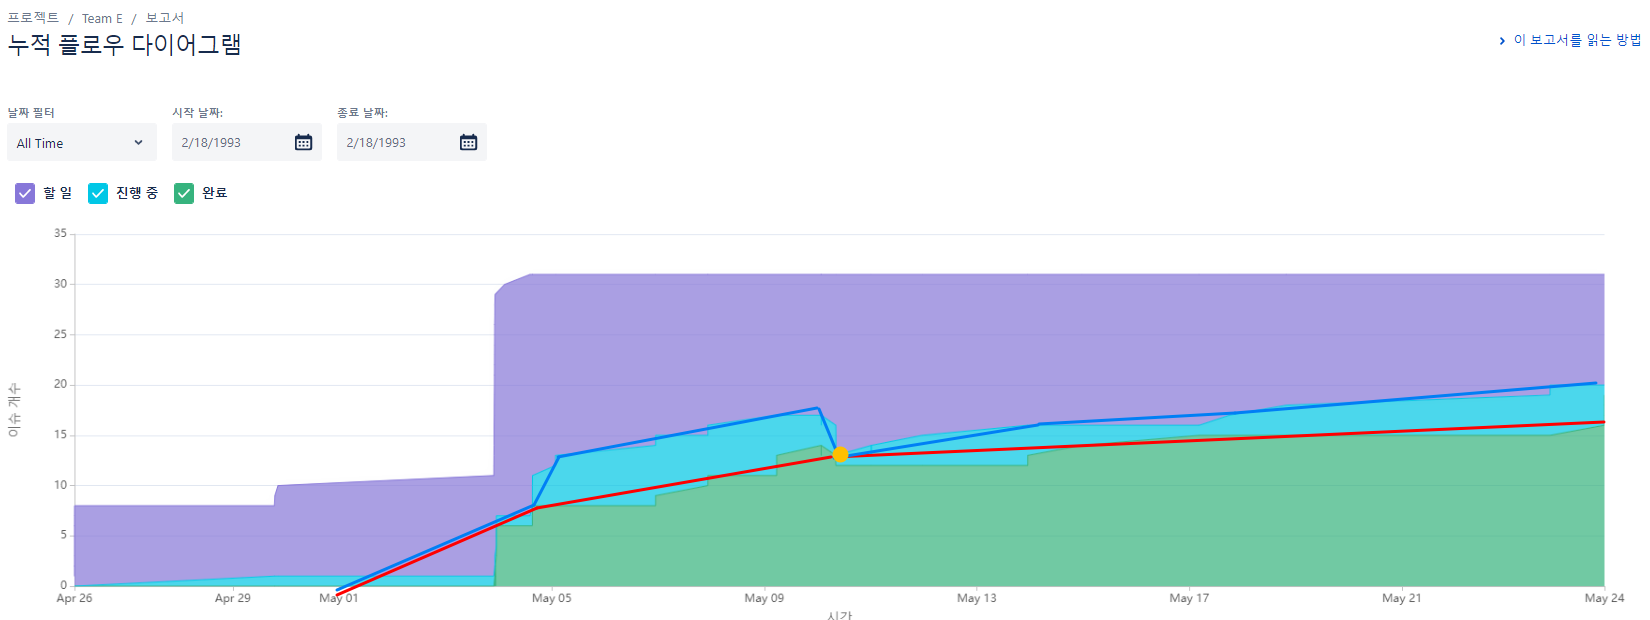 프로젝트 / Team E / 보고서
누적 플로우 다이어그램
이 보고서를 읽는 방법
날짜 필터
시작 날짜:
종료 날짜:
All Time
2/18/1993
2/18/1993
할 일
진행 중
완료
35
30
25
20
15
10
5
0
이슈 개수
Apr 26
Apr 29
May 01
May 05
May 09
May 13
May 17
May 21
May 24
시간